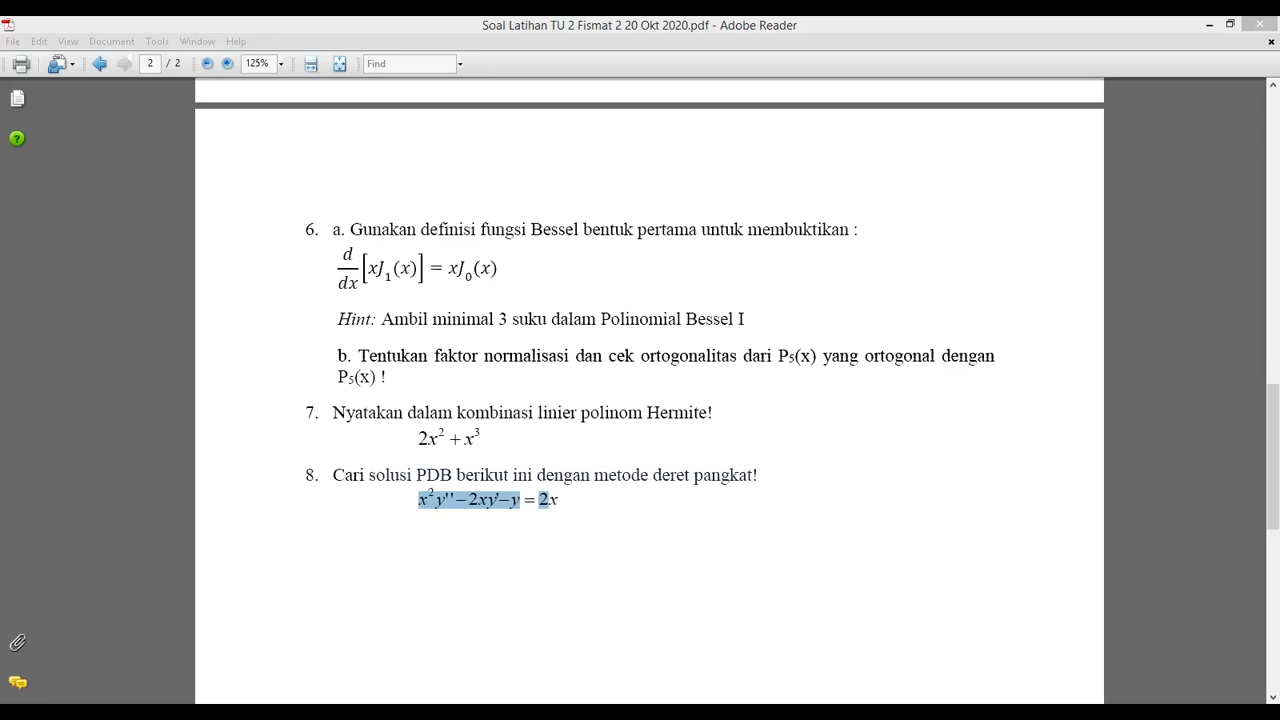 Soal Latihan TU 2 Fismat 2 20 Okt 2020.pdf - Adobe Reader
File Edit View Document Tools Window Help
2 / 2 125% Find
6. a. Gunakan definisi fungsi Bessel bentuk pertama untuk membuktikan :
d/dx [xJ₁(x)] = xJ₀(x)
Hint: Ambil minimal 3 suku dalam Polinomial Bessel I
b. Tentukan faktor normalisasi dan cek ortogonalitas dari P₅(x) yang ortogonal dengan
P₅(x) !
7. Nyatakan dalam kombinasi linier polinom Hermite!
2x² + x³
8. Cari solusi PDB berikut ini dengan metode deret pangkat!
x²y''−2xy'−y = 2x